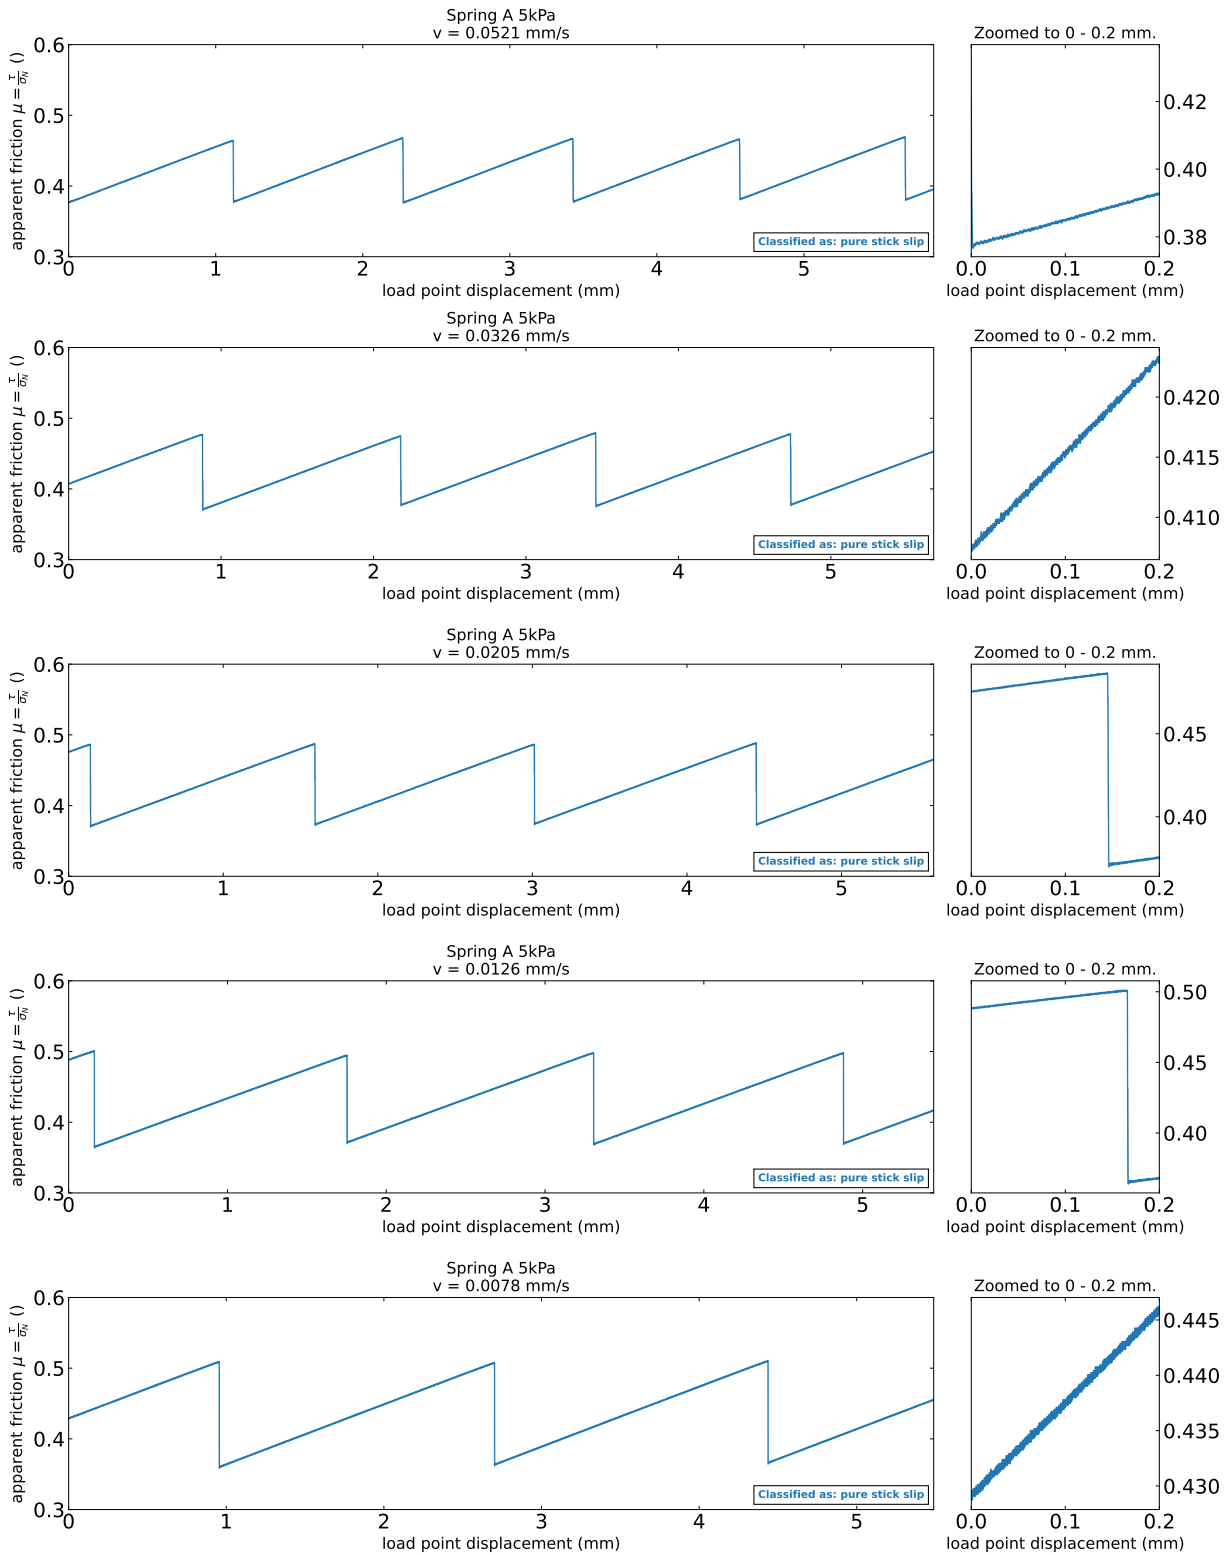 Spring A 5kPa
v = 0.0521 mm/s
Zoomed to 0 - 0.2 mm.
apparent friction μ = τ/σN ()
0.6
0.5
0.4
0.3
0 1 2 3 4 5
load point displacement (mm)
Classified as: pure stick slip
0.42
0.40
0.38
0.0 0.1 0.2
load point displacement (mm)
Spring A 5kPa
v = 0.0326 mm/s
Zoomed to 0 - 0.2 mm.
apparent friction μ = τ/σN ()
0.6
0.5
0.4
0.3
0 1 2 3 4 5
load point displacement (mm)
Classified as: pure stick slip
0.420
0.415
0.410
0.0 0.1 0.2
load point displacement (mm)
Spring A 5kPa
v = 0.0205 mm/s
Zoomed to 0 - 0.2 mm.
apparent friction μ = τ/σN ()
0.6
0.5
0.4
0.3
0 1 2 3 4 5
load point displacement (mm)
Classified as: pure stick slip
0.45
0.40
0.0 0.1 0.2
load point displacement (mm)
Spring A 5kPa
v = 0.0126 mm/s
Zoomed to 0 - 0.2 mm.
apparent friction μ = τ/σN ()
0.6
0.5
0.4
0.3
0 1 2 3 4 5
load point displacement (mm)
Classified as: pure stick slip
0.50
0.45
0.40
0.0 0.1 0.2
load point displacement (mm)
Spring A 5kPa
v = 0.0078 mm/s
Zoomed to 0 - 0.2 mm.
apparent friction μ = τ/σN ()
0.6
0.5
0.4
0.3
0 1 2 3 4 5
load point displacement (mm)
Classified as: pure stick slip
0.445
0.440
0.435
0.430
0.0 0.1 0.2
load point displacement (mm)